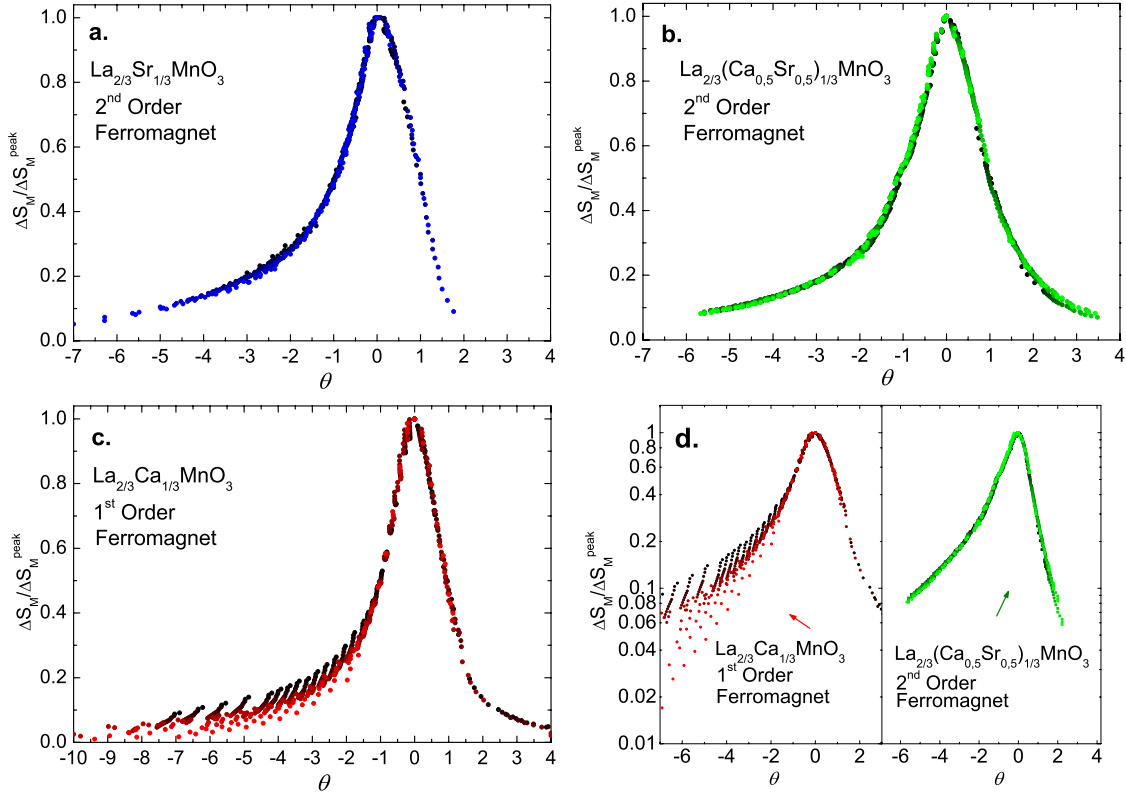 a.
La2/3Sr1/3MnO3
2nd Order
Ferromagnet
ΔSM/ΔSMpeak
1.0
0.8
0.6
0.4
0.2
0.0
-7 -6 -5 -4 -3 -2 -1 0 1 2 3 4
θ
b.
La2/3(Ca0,5Sr0,5)1/3MnO3
2nd Order
Ferromagnet
ΔSM/ΔSMpeak
1.0
0.8
0.6
0.4
0.2
0.0
-7 -6 -5 -4 -3 -2 -1 0 1 2 3 4
θ
c.
La2/3Ca1/3MnO3
1st Order
Ferromagnet
ΔSM/ΔSMpeak
1.0
0.8
0.6
0.4
0.2
0.0
-10 -9 -8 -7 -6 -5 -4 -3 -2 -1 0 1 2 3 4
θ
d.
ΔSM/ΔSMpeak
1
0.8
0.6
0.4
0.2
0.1
0.08
0.06
0.04
0.02
0.01
La2/3Ca1/3MnO3
1st Order
Ferromagnet
-6 -4 -2 0 2
θ
La2/3(Ca0,5Sr0,5)1/3MnO3
2nd Order
Ferromagnet
-6 -4 -2 0 2 4
θ